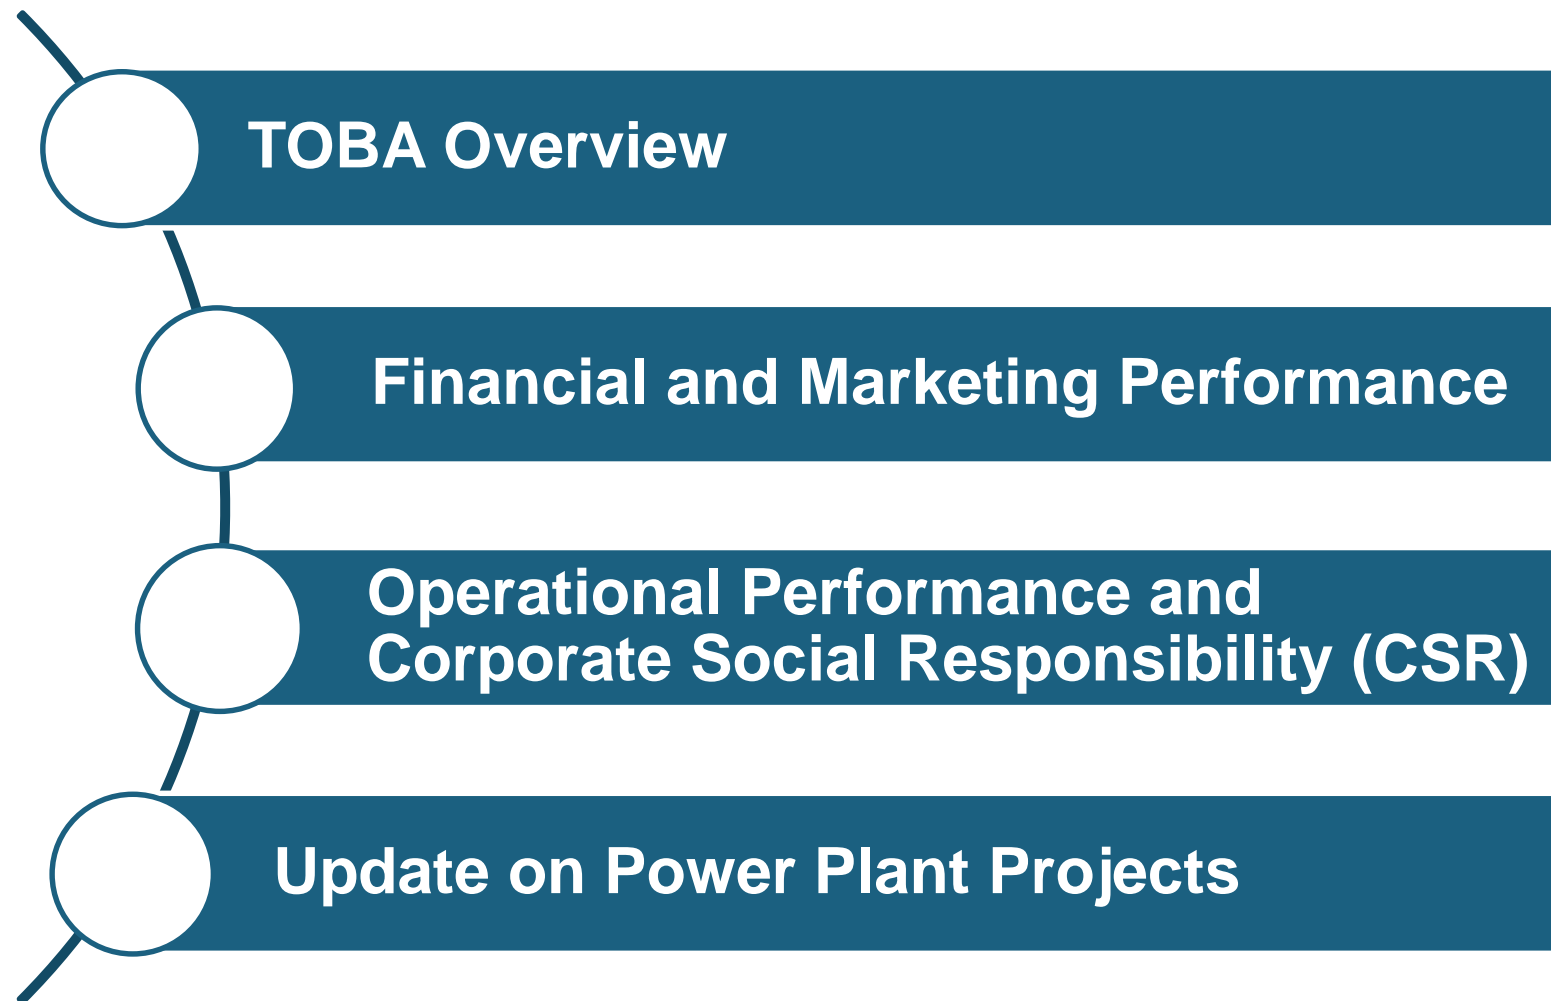 TOBA Overview
Financial and Marketing Performance
Operational Performance and
Corporate Social Responsibility (CSR)
Update on Power Plant Projects